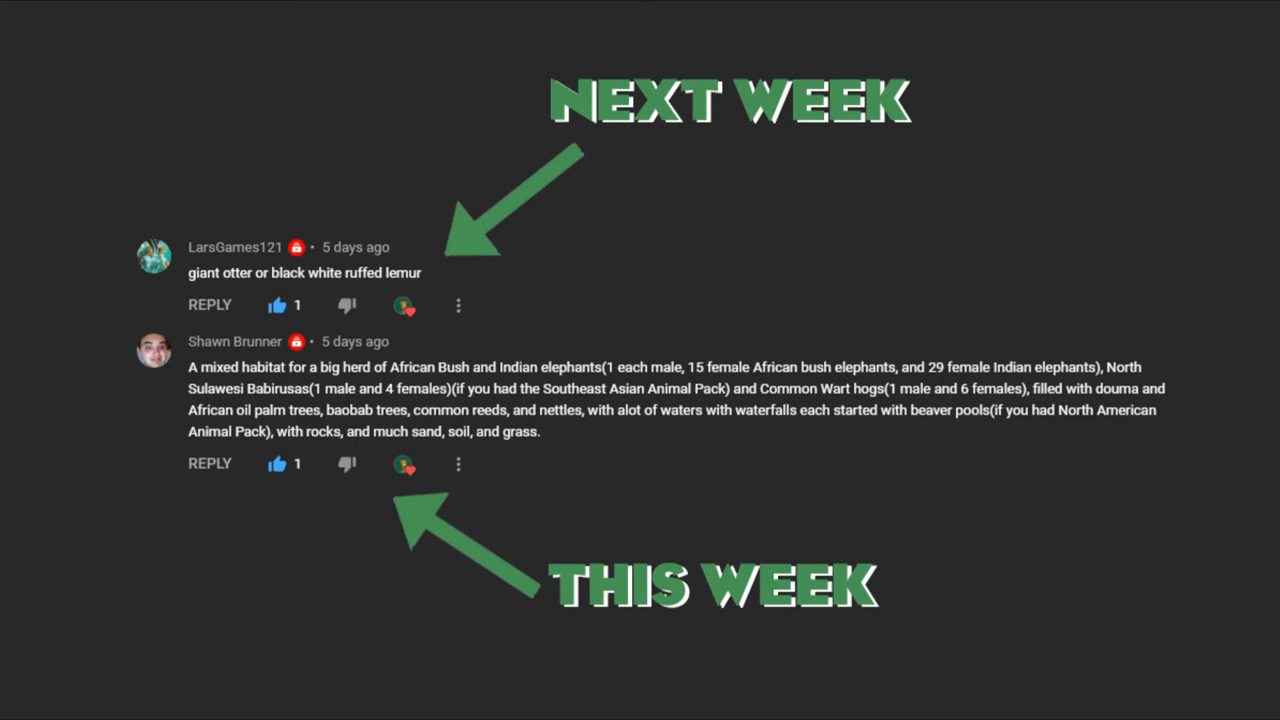 NEXT WEEK
LarsGames121 • 5 days ago
giant otter or black white ruffed lemur
REPLY 1
Shawn Brunner • 5 days ago
A mixed habitat for a big herd of African Bush and Indian elephants(1 each male, 15 female African bush elephants, and 29 female Indian elephants), North
Sulawesi Babirusas(1 male and 4 females)(if you had the Southeast Asian Animal Pack) and Common Wart hogs(1 male and 6 females), filled with douma and
African oil palm trees, baobab trees, common reeds, and nettles, with alot of waters with waterfalls each started with beaver pools(if you had North American
Animal Pack), with rocks, and much sand, soil, and grass.
REPLY 1
THIS WEEK